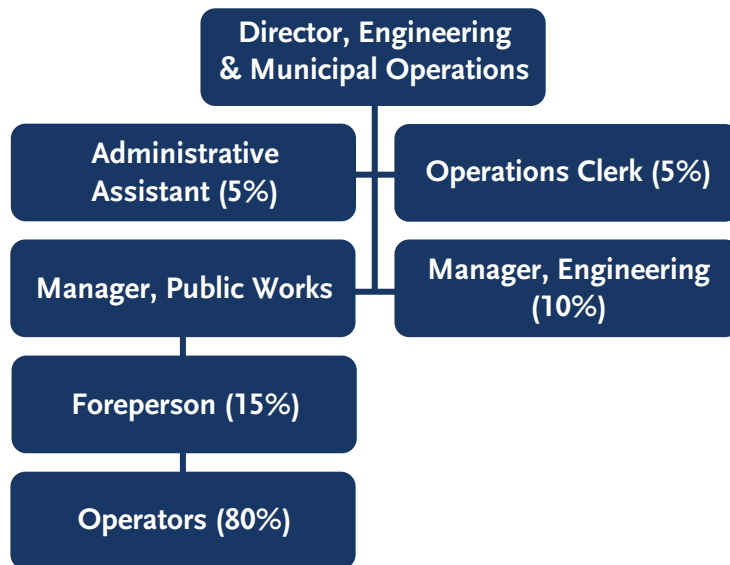 Director, Engineering
& Municipal Operations
Administrative
Assistant (5%)
Operations Clerk (5%)
Manager, Public Works
Manager, Engineering
(10%)
Foreperson (15%)
Operators (80%)